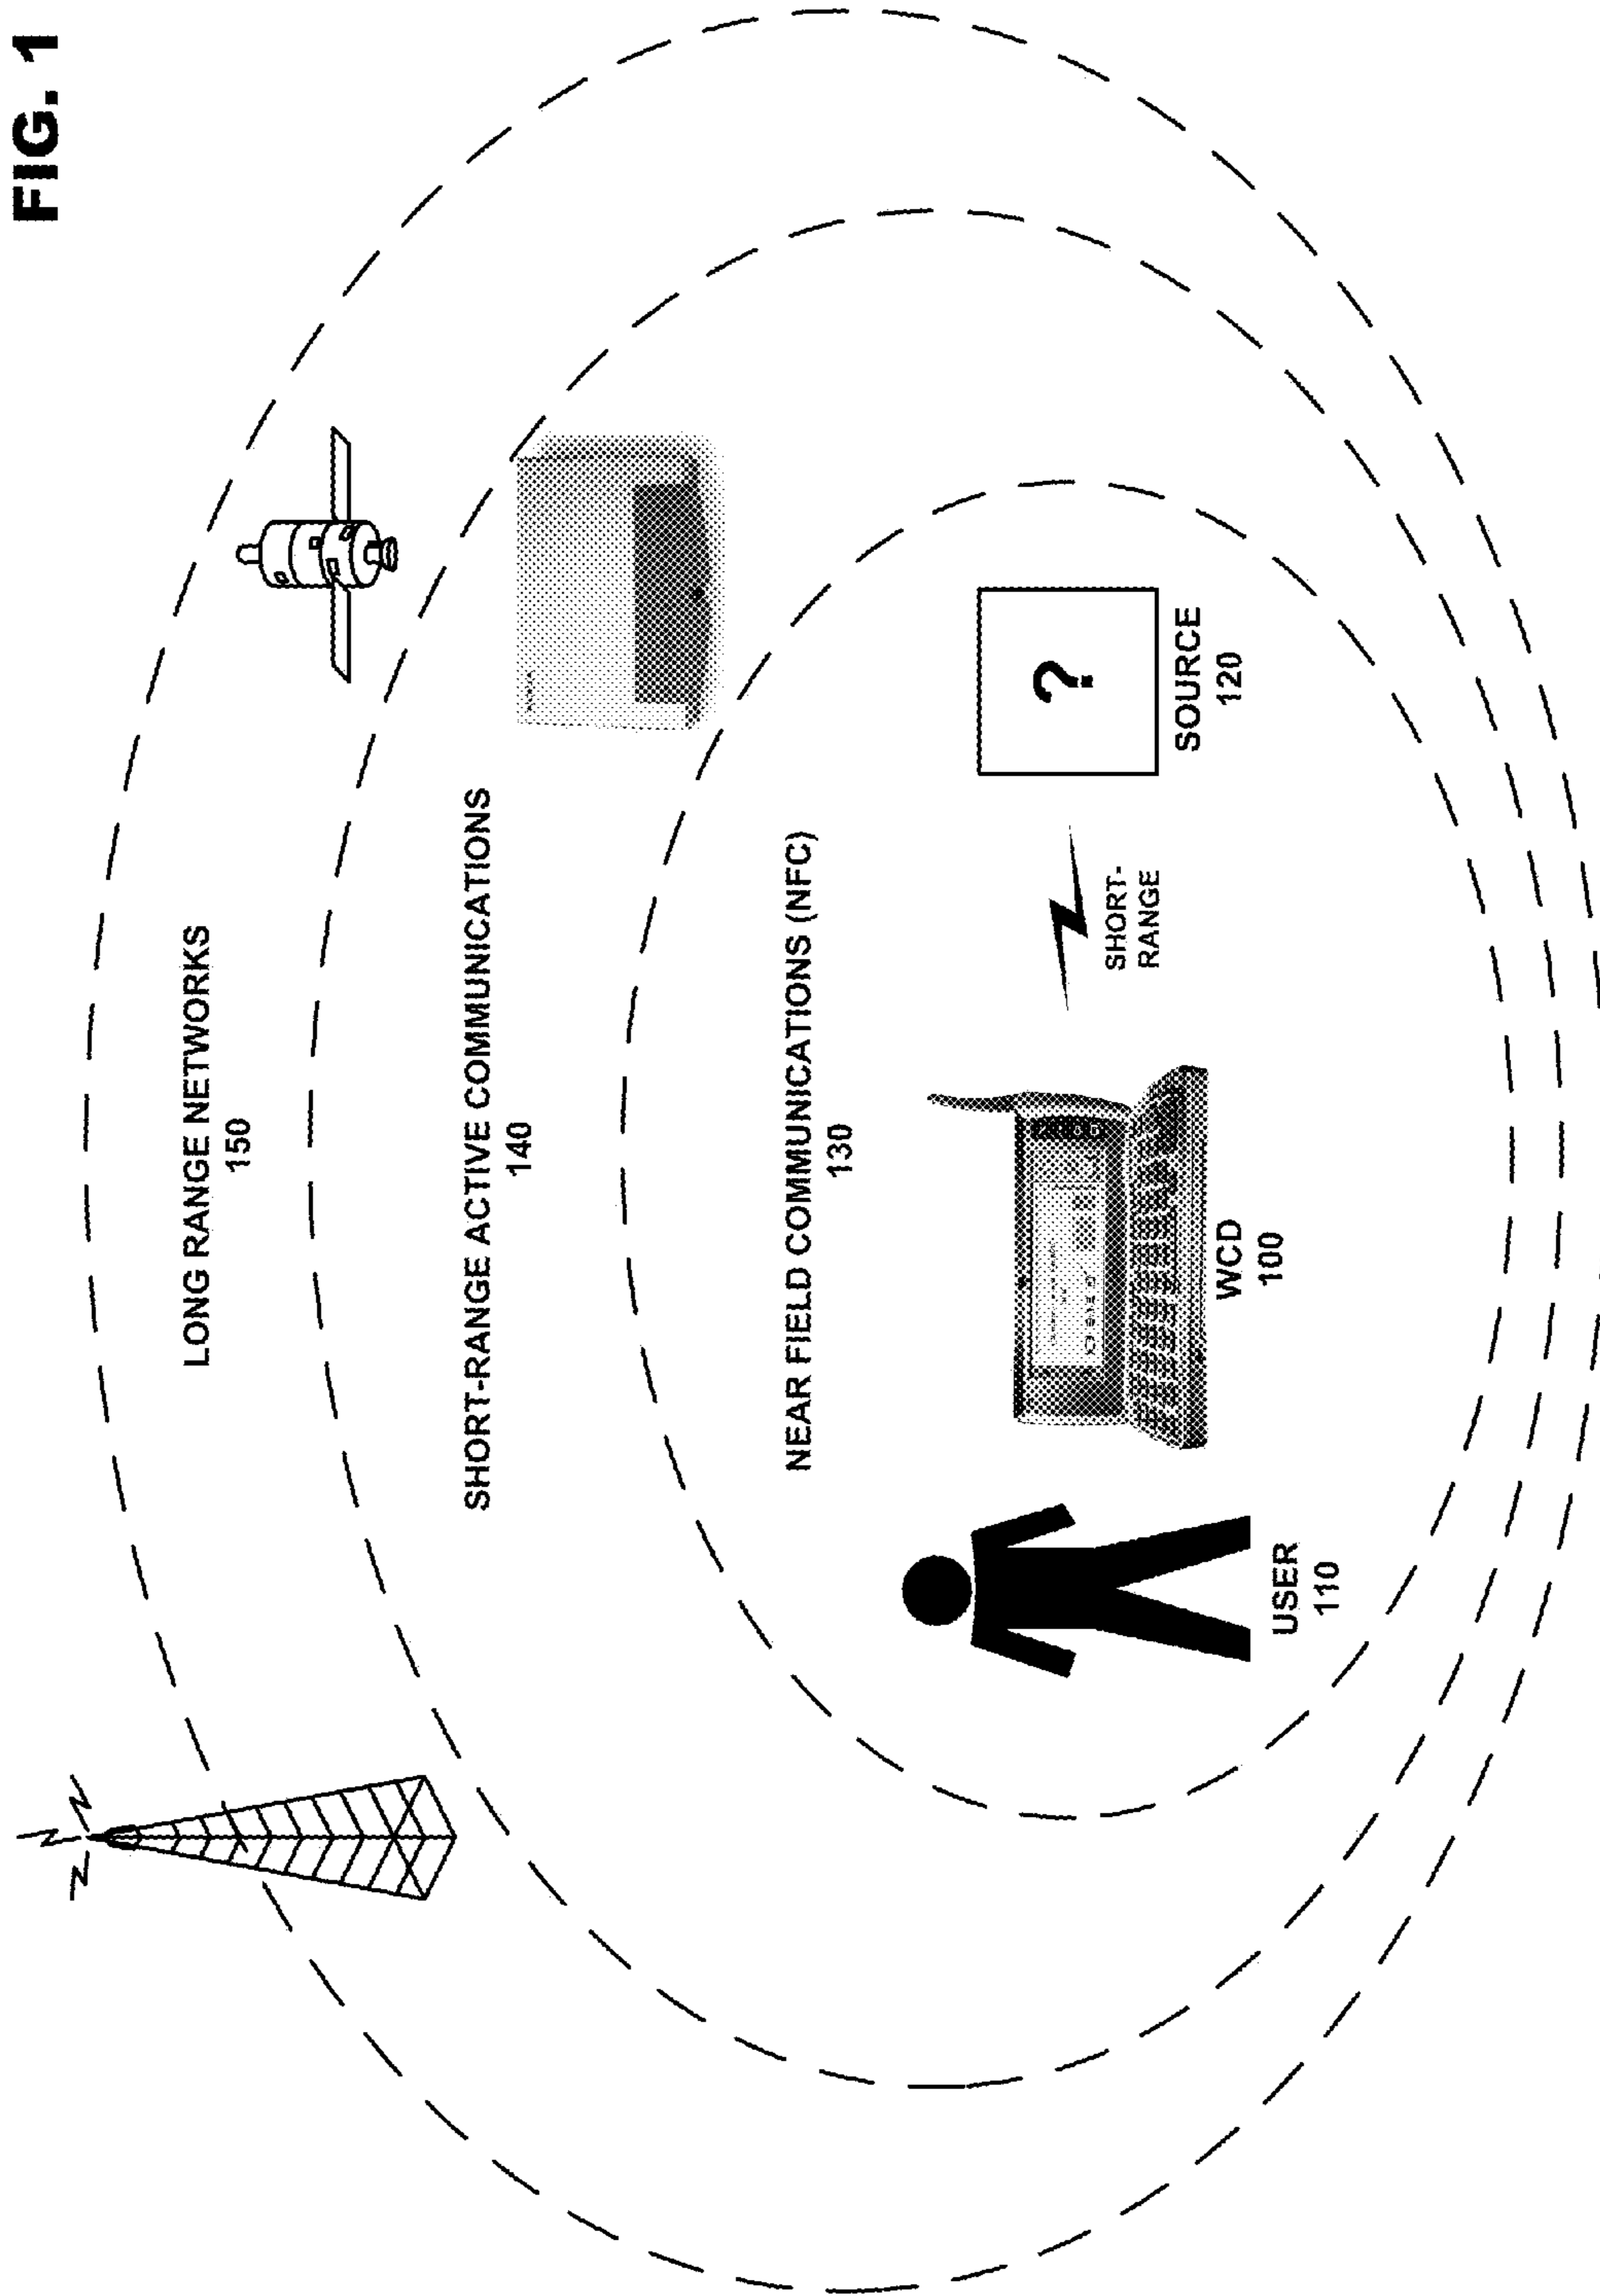 FIG. 1
LONG RANGE NETWORKS
150
SHORT-RANGE ACTIVE COMMUNICATIONS
140
NEAR FIELD COMMUNICATIONS (NFC)
130
USER
110
WCD
100
SHORT-
RANGE
?
SOURCE
120